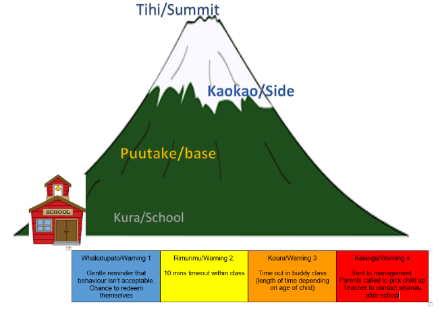 Tihi/Summit
Kaokao/Side
Puutake/base
Kura/School
SCHOOL
Whakatupato/Warning 1
Gentle reminder that
behaviour isn't acceptable.
Chance to redeem
themselves
Rimurimu/Warning 2.
10 mins timeout within class
Koura/Warning 3
Time out in buddy class
(length of time depending
on age of child)
Kaianga/Warning 4
Sent to management
Parents called to pick child up
Teacher to contact whanau
after school